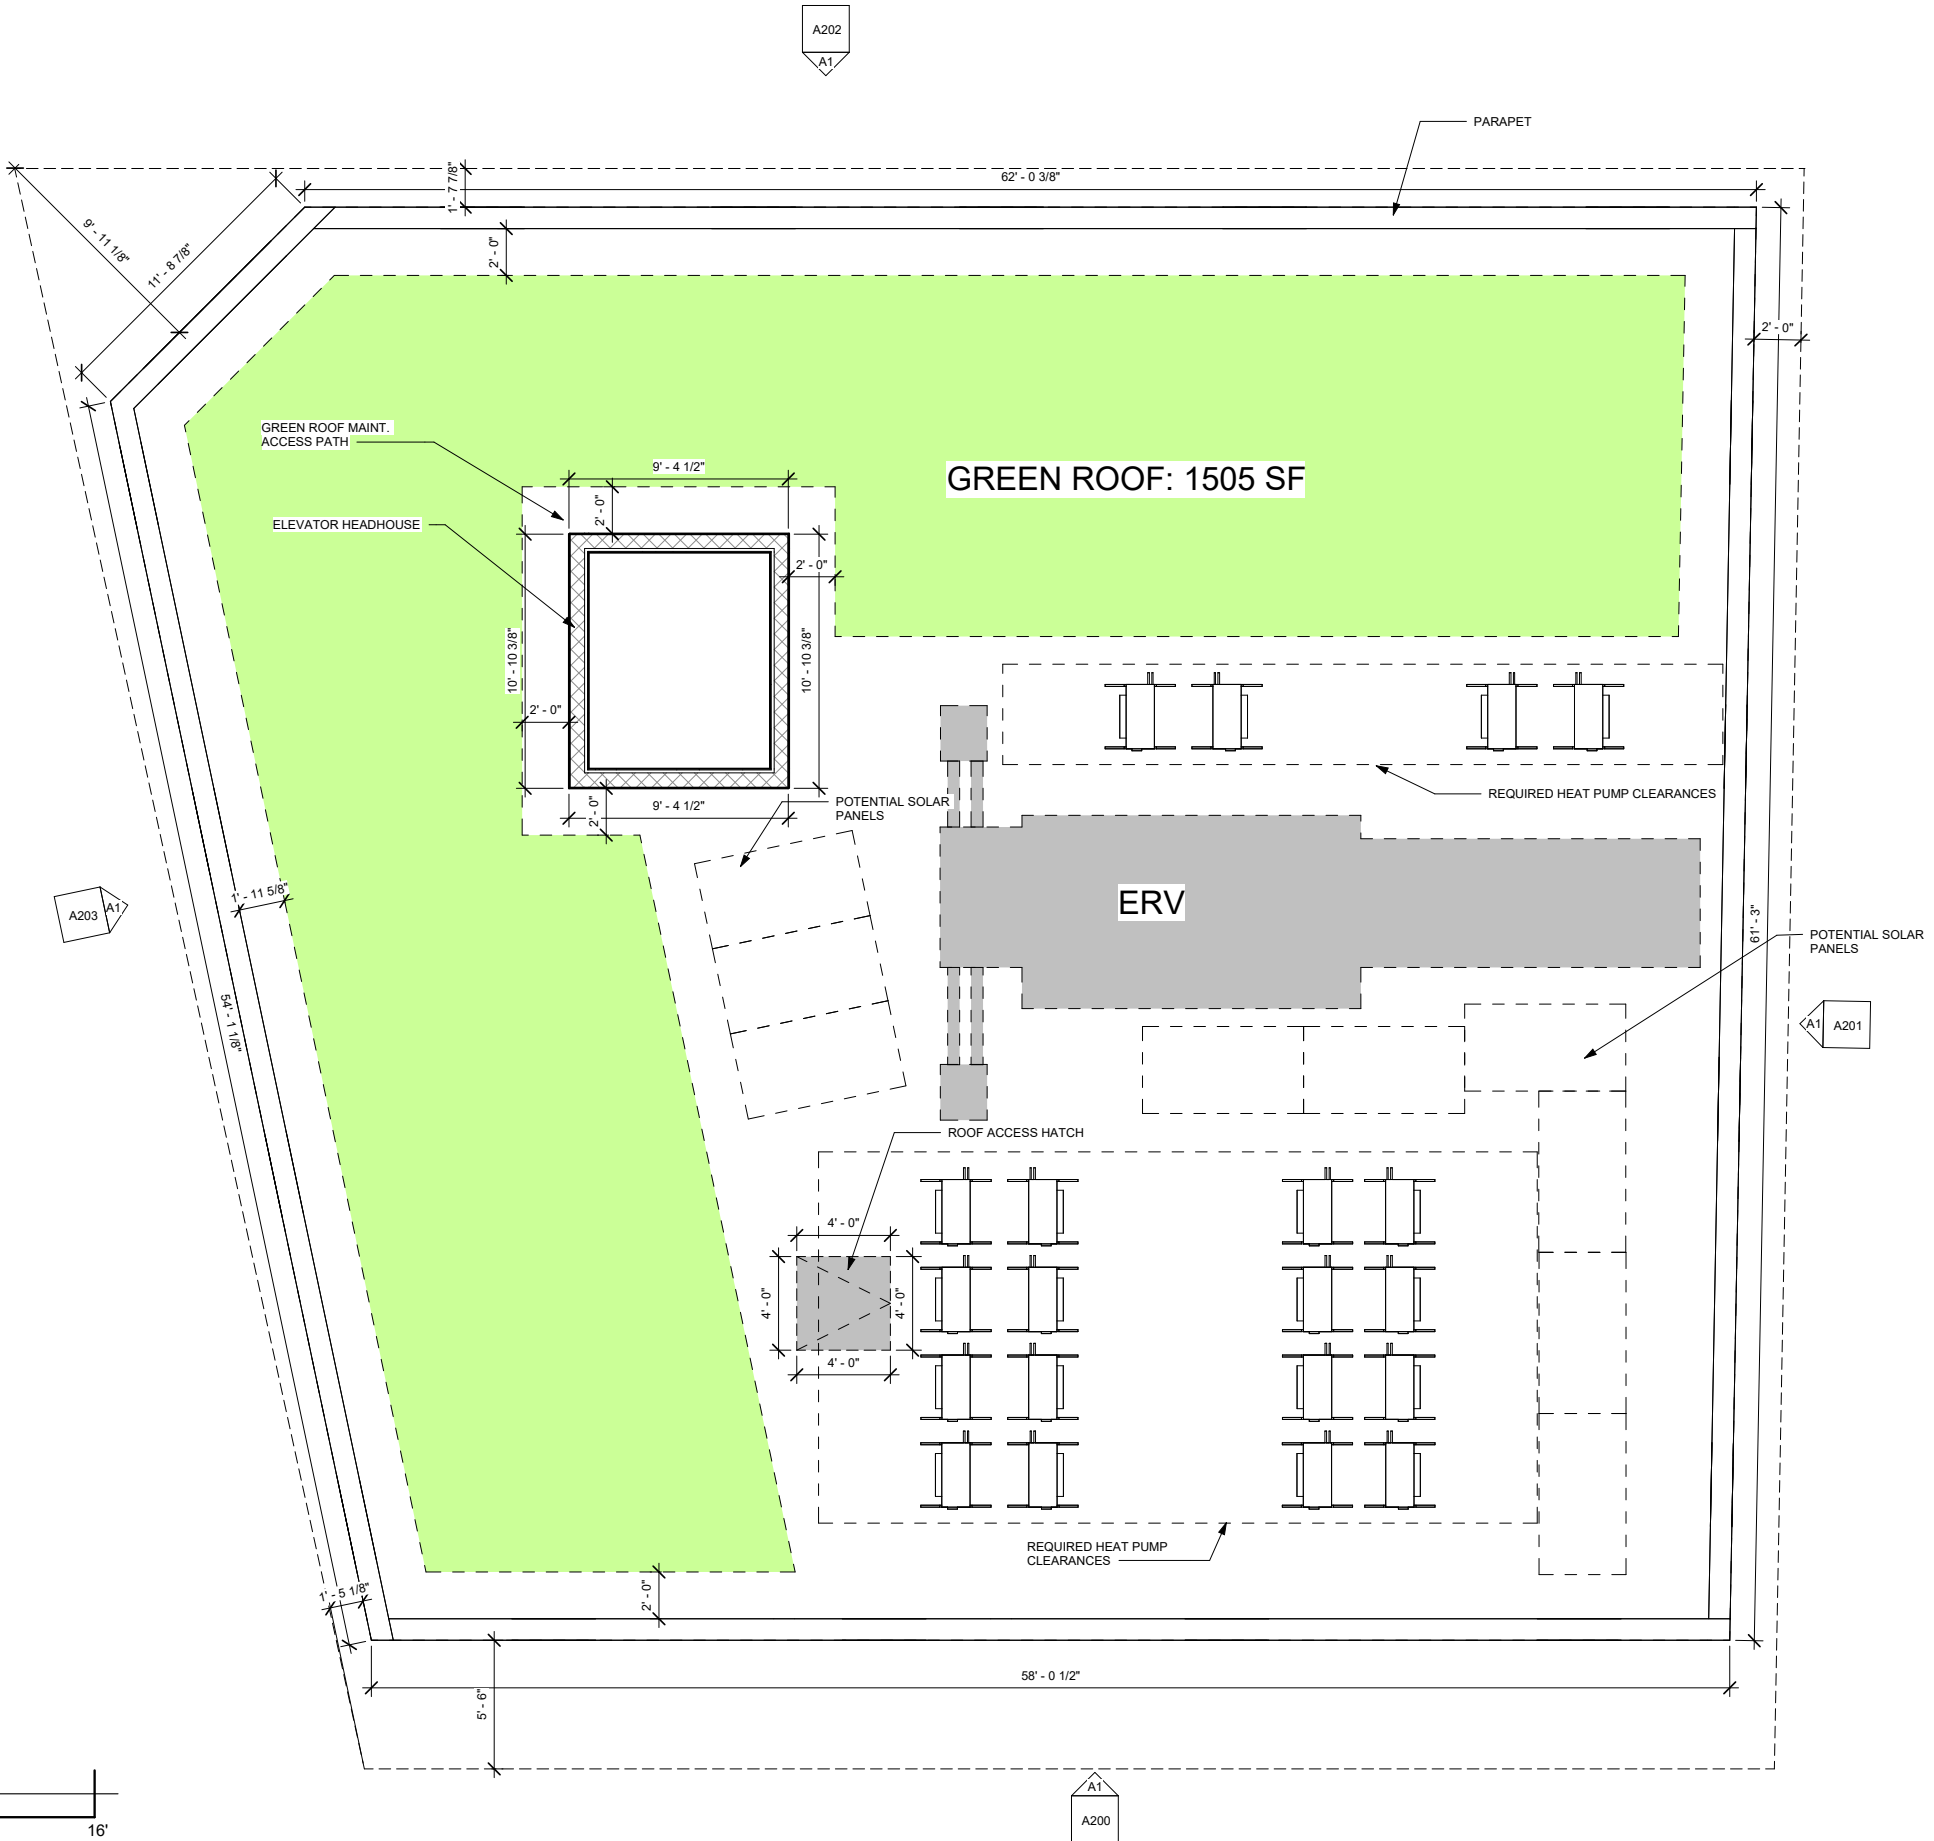 A202
A1
PARAPET
62' - 0 3/8"
1' - 7 7/8"
9' - 11 1/8"
11' - 8 7/8"
2' - 0"
2' - 0"
GREEN ROOF MAINT.
ACCESS PATH
9' - 4 1/2"
GREEN ROOF: 1505 SF
2' - 0"
ELEVATOR HEADHOUSE
2' - 0"
10' - 10 3/8"
10' - 10 3/8"
2' - 0"
REQUIRED HEAT PUMP CLEARANCES
9' - 4 1/2"
2' - 0"
POTENTIAL SOLAR
PANELS
1' - 11 5/8"
A203
A1
ERV
61' - 3"
POTENTIAL SOLAR
PANELS
54' - 1 1/8"
A1
A201
ROOF ACCESS HATCH
4' - 0"
4' - 0"
4' - 0"
4' - 0"
REQUIRED HEAT PUMP
CLEARANCES
1' - 5 1/8"
2' - 0"
58' - 0 1/2"
5' - 6"
A1
A200
16'